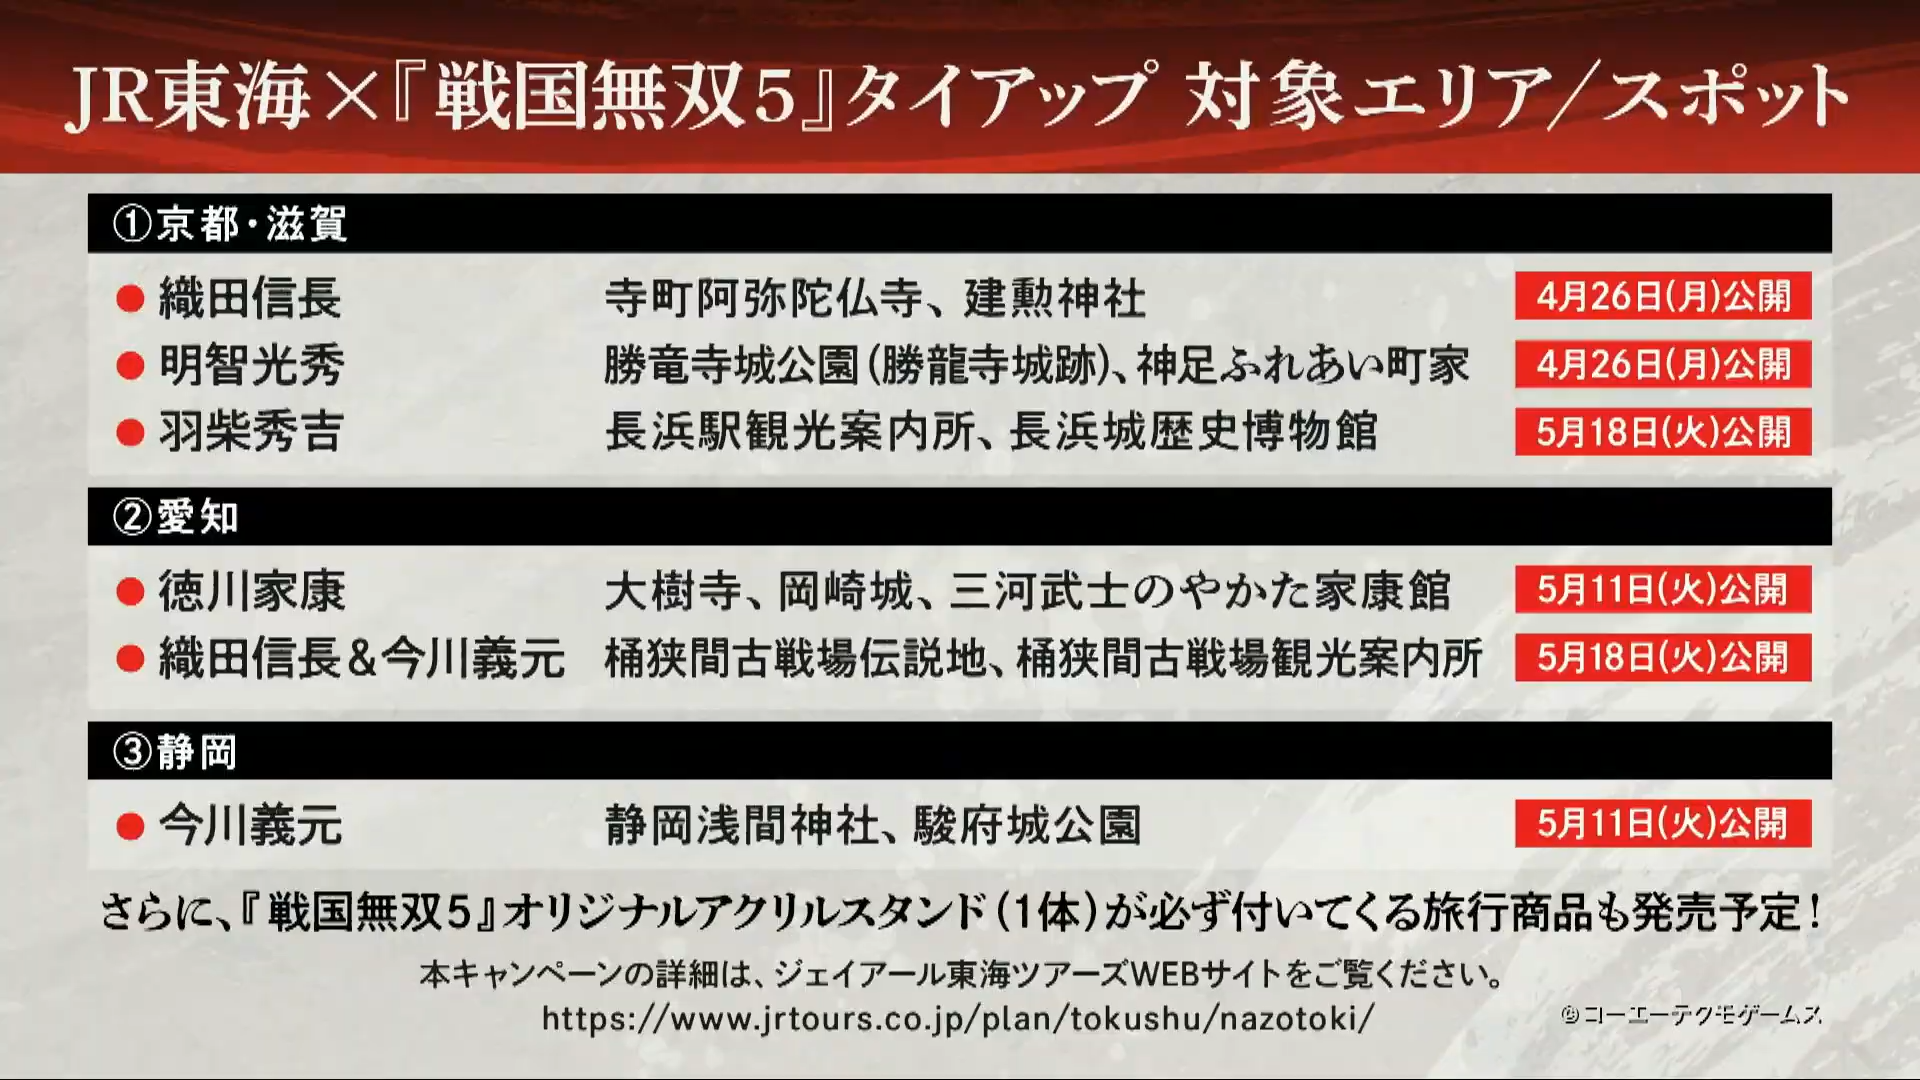 JR東海×『戦国無双5』タイアップ 対象エリア/スポット
①京都・滋賀
● 織田信長 寺町阿弥陀仏寺、建勲神社 4月26日(月)公開
● 明智光秀 勝竜寺城公園(勝龍寺城跡)、神足ふれあい町家 4月26日(月)公開
● 羽柴秀吉 長浜駅観光案内所、長浜城歴史博物館 5月18日(火)公開
②愛知
● 徳川家康 大樹寺、岡崎城、三河武士のやかた家康館 5月11日(火)公開
● 織田信長&今川義元 桶狭間古戦場伝説地、桶狭間古戦場観光案内所 5月18日(火)公開
③静岡
● 今川義元 静岡浅間神社、駿府城公園 5月11日(火)公開
さらに、『戦国無双5』オリジナルアクリルスタンド(1体)が必ず付いてくる旅行商品も発売予定!
本キャンペーンの詳細は、ジェイアール東海ツアーズWEBサイトをご覧ください。
https://www.jrtours.co.jp/plan/tokushu/nazotoki/
©コーエーテクモゲームス